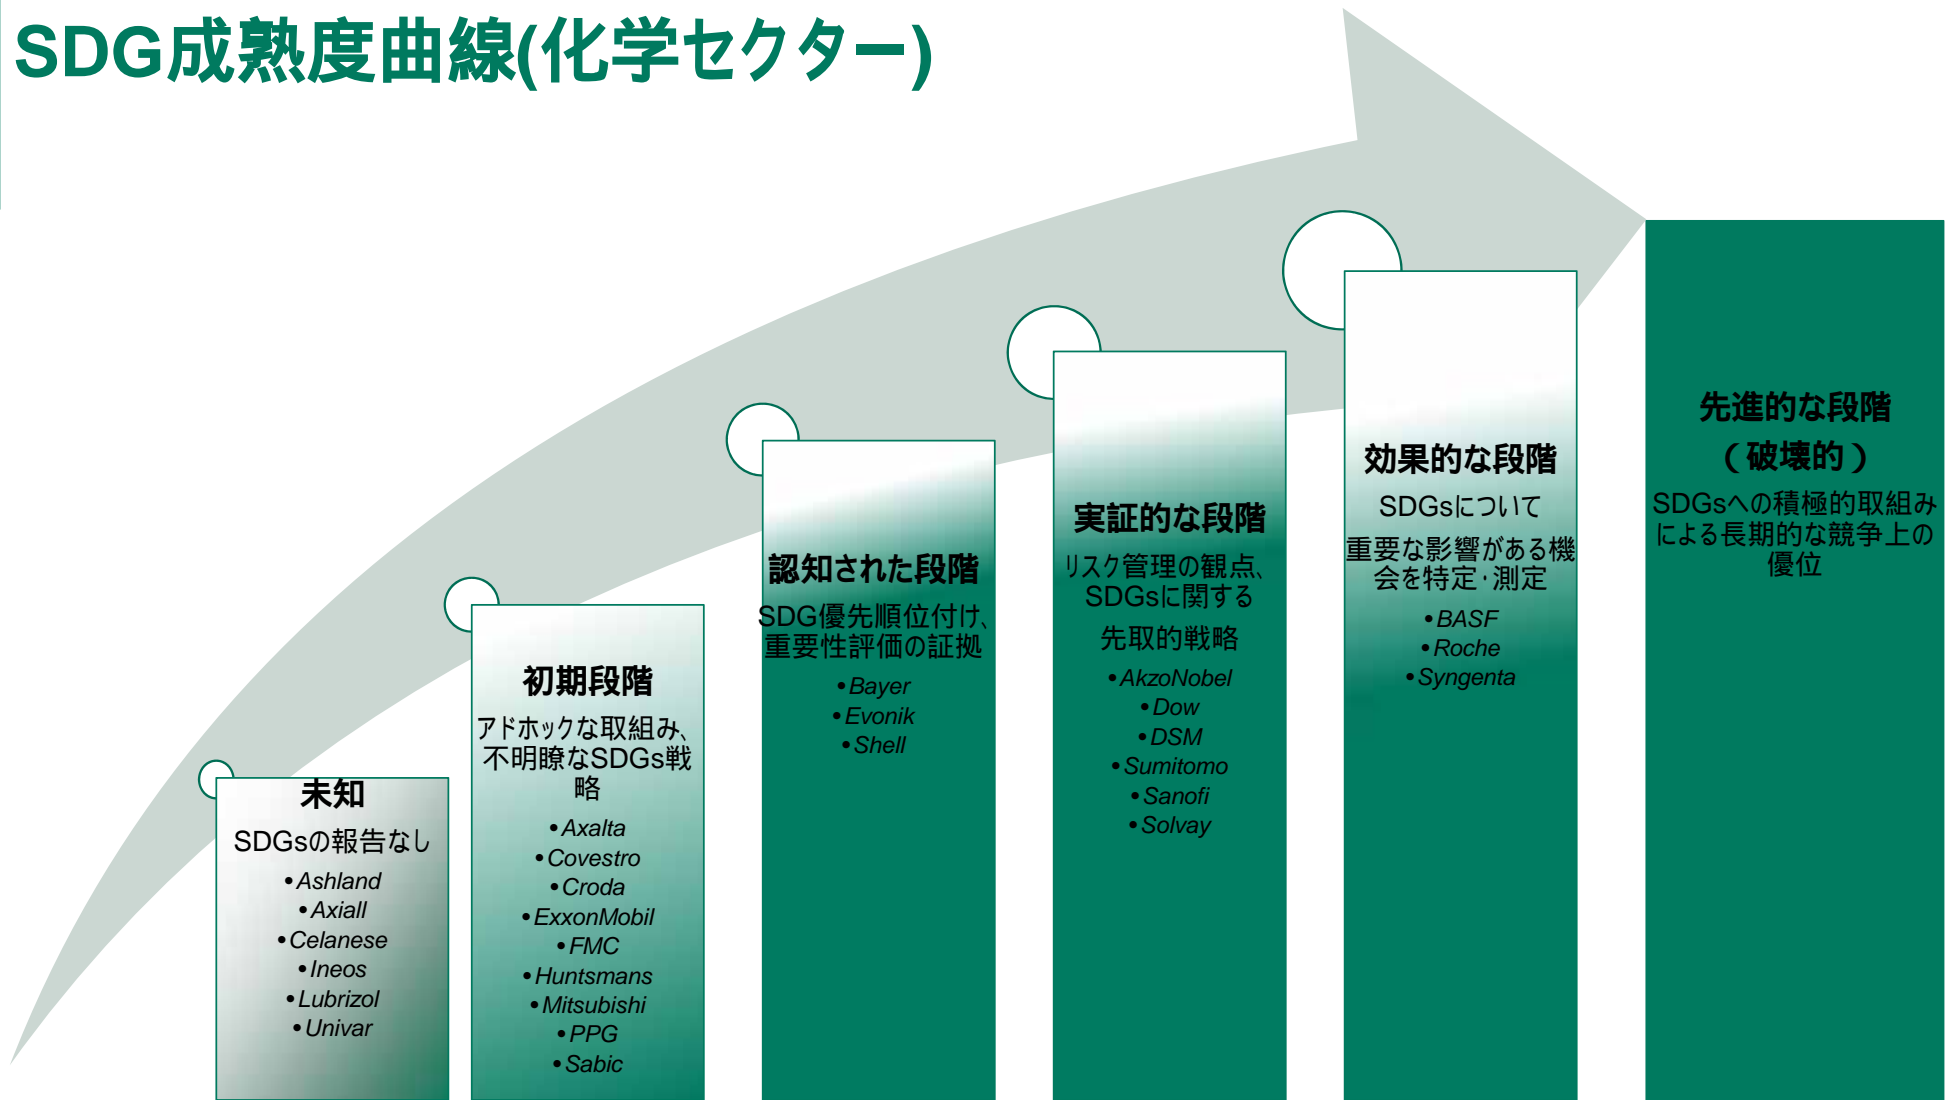 SDG成熟度曲線(化学セクター)
未知
SDGsの報告なし
•Ashland
•Axiall
•Celanese
•Ineos
•Lubrizol
•Univar
初期段階
アドホックな取組み、
不明瞭なSDGs戦
略
•Axalta
•Covestro
•Croda
•ExxonMobil
•FMC
•Huntsmans
•Mitsubishi
•PPG
•Sabic
認知された段階
SDG優先順位付け、
重要性評価の証拠
•Bayer
•Evonik
•Shell
実証的な段階
リスク管理の観点、
SDGsに関する
先取的戦略
•AkzoNobel
•Dow
•DSM
•Sumitomo
•Sanofi
•Solvay
効果的な段階
SDGsについて
重要な影響がある機
会を特定・測定
•BASF
•Roche
•Syngenta
先進的な段階
（破壊的）
SDGsへの積極的取組み
による長期的な競争上の
優位